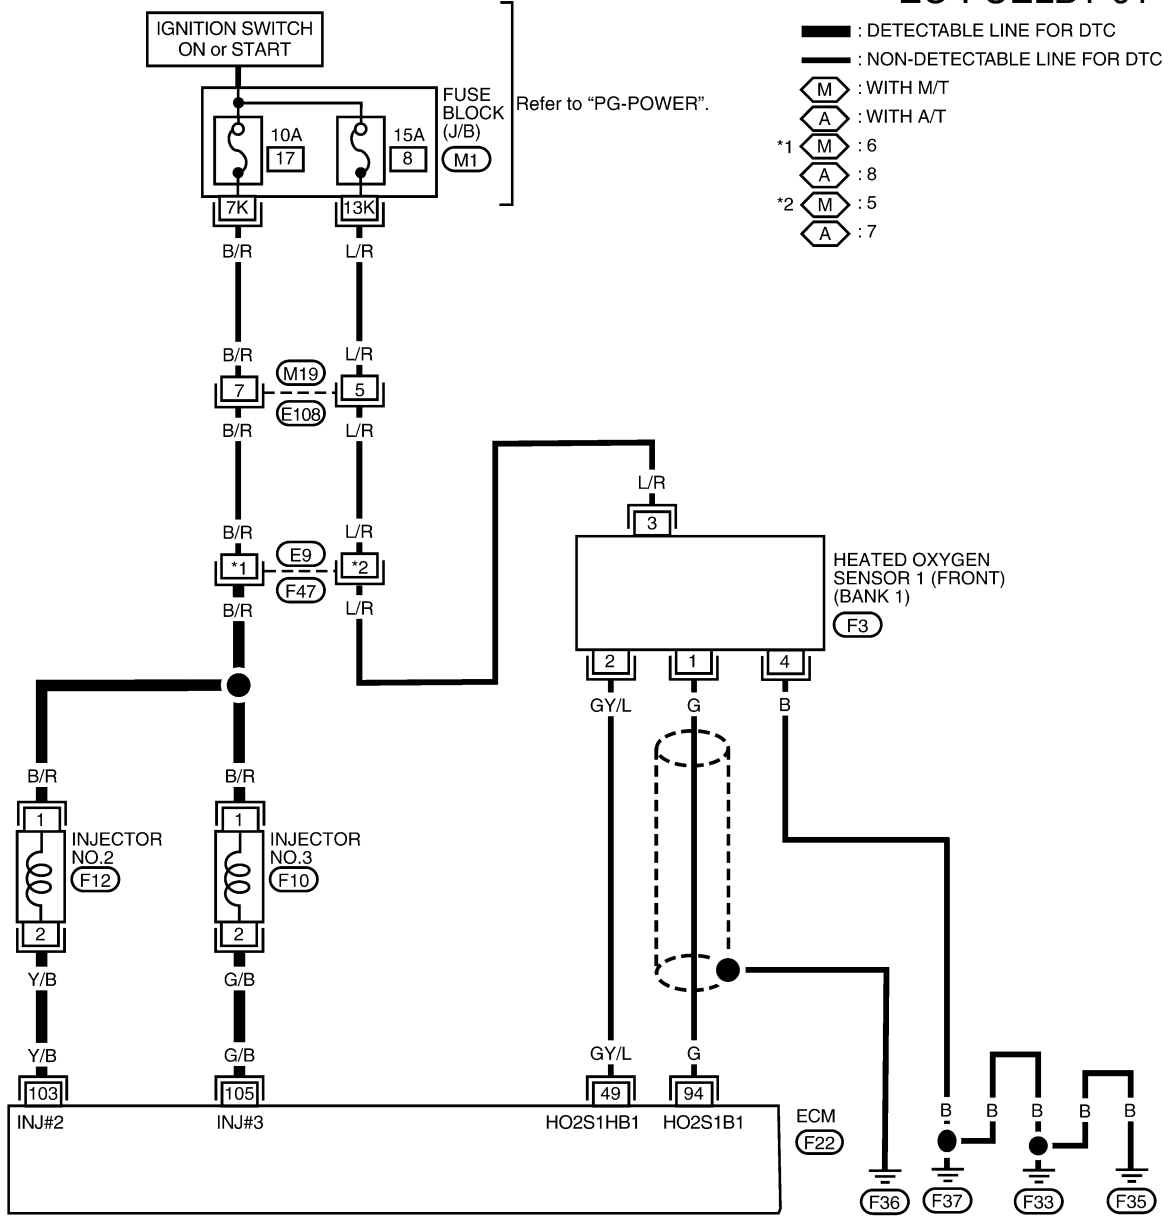 IGNITION SWITCH
ON or START
: DETECTABLE LINE FOR DTC
: NON-DETECTABLE LINE FOR DTC
M : WITH M/T
A : WITH A/T
*1 M : 6
A : 8
*2 M : 5
A : 7
FUSE
BLOCK
(J/B)
M1
Refer to “PG-POWER”.
10A
17
15A
8
7K
13K
B/R
L/R
B/R
L/R
M19
7
5
E108
B/R
L/R
B/R
L/R
E9
*1
*2
F47
B/R
L/R
L/R
3
HEATED OXYGEN
SENSOR 1 (FRONT)
(BANK 1)
F3
2
1
4
GY/L
G
B
B/R
B/R
1
1
INJECTOR
NO.2
F12
INJECTOR
NO.3
F10
2
2
Y/B
G/B
Y/B
G/B
GY/L
G
103
105
49
94
INJ#2
INJ#3
HO2S1HB1
HO2S1B1
ECM
F22
B
B
B
B
B
F36
F37
F33
F35